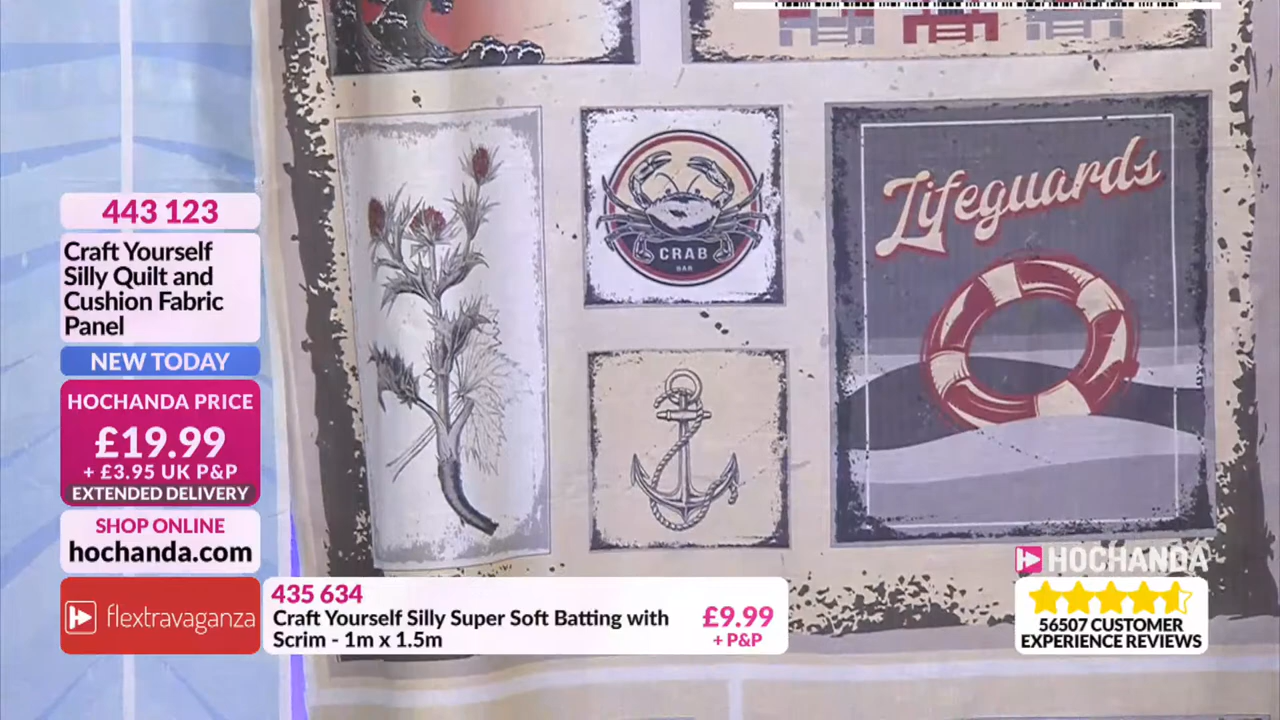 443 123
Craft Yourself
Silly Quilt and
Cushion Fabric
Panel
NEW TODAY
HOCHANDA PRICE
£19.99
+ £3.95 UK P&P
EXTENDED DELIVERY
SHOP ONLINE
hochanda.com
flextravaganza
435 634
Craft Yourself Silly Super Soft Batting with
Scrim - 1m x 1.5m
£9.99
+ P&P
CRAB
BAR
Lifeguards
HOCHANDA
56507 CUSTOMER
EXPERIENCE REVIEWS